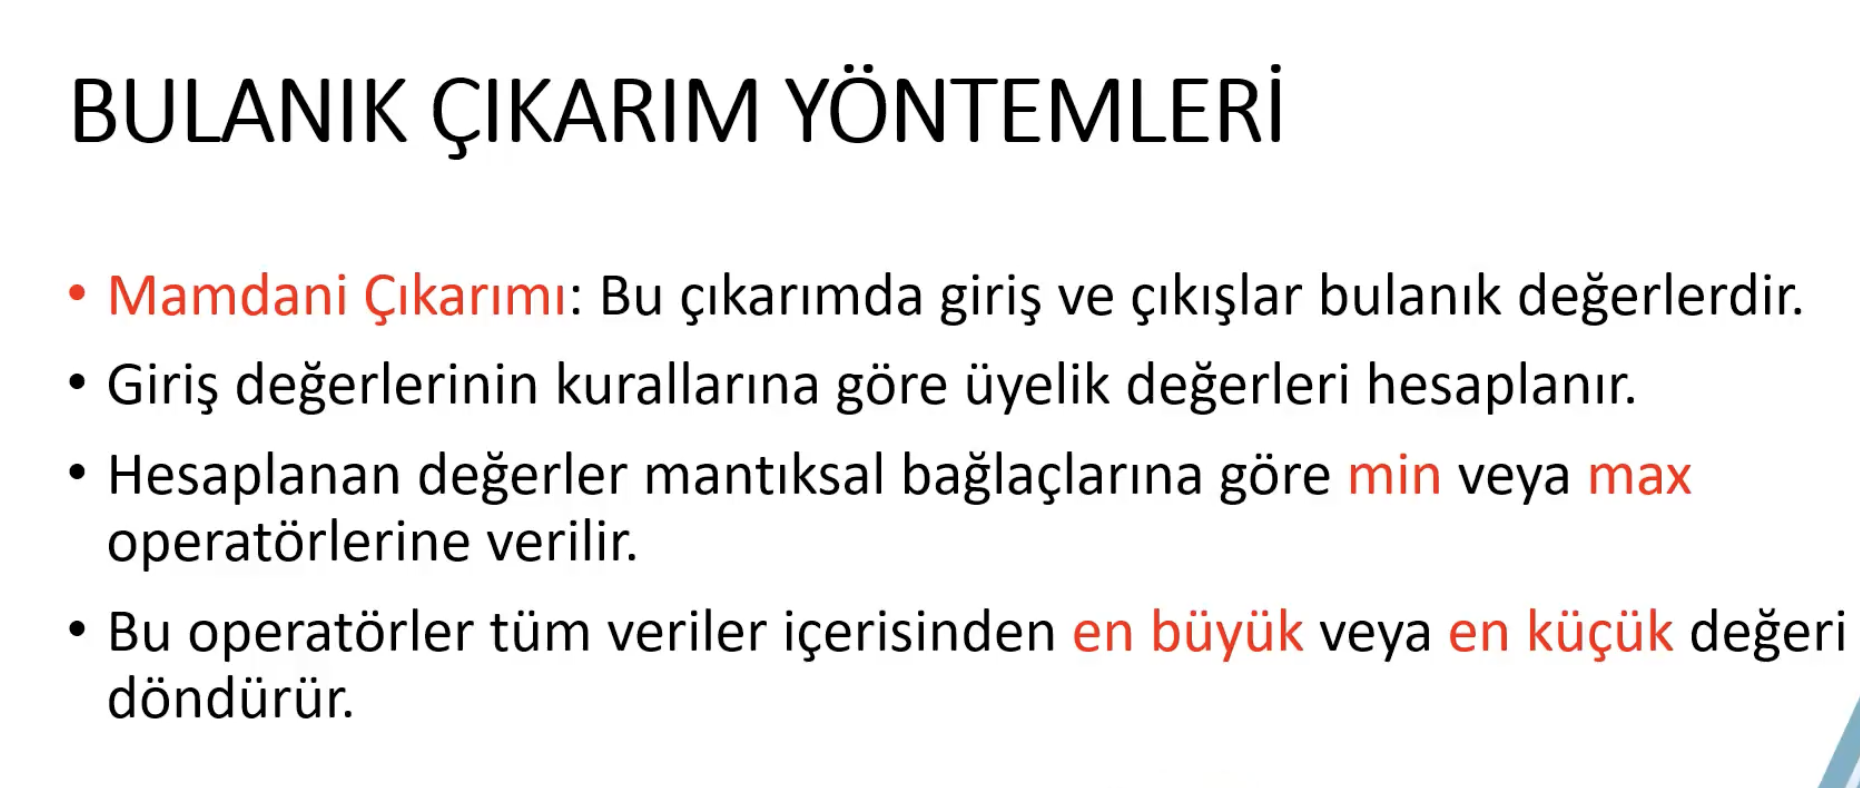 BULANIK ÇIKARIM YÖNTEMLERİ
• Mamdani Çıkarımı: Bu çıkarımda giriş ve çıkışlar bulanık değerlerdir.
• Giriş değerlerinin kurallarına göre üyelik değerleri hesaplanır.
• Hesaplanan değerler mantıksal bağlaçlarına göre min veya max
operatörlerine verilir.
• Bu operatörler tüm veriler içerisinden en büyük veya en küçük değeri
döndürür.